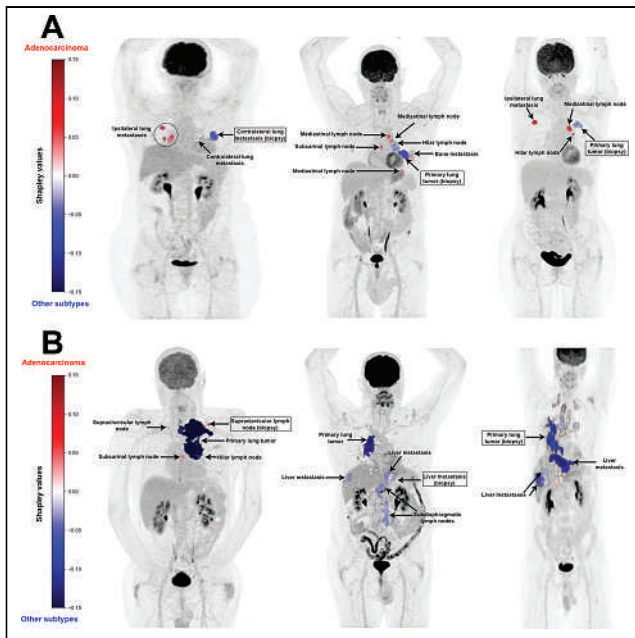 A
Adenocarcinoma
0.15
0.10
0.05
0.00
−0.05
−0.10
−0.15
Shapley values
Other subtypes
Ipsilateral lung
metastasis
Contralateral lung
metastasis (biopsy)
Contralateral lung
metastasis
Mediastinal lymph node
Mediastinal lymph node
Subcarinal lymph node
Hilar lymph node
Bone metastasis
Primary lung
tumor (biopsy)
Mediastinal lymph node
Ipsilateral lung
metastasis
Mediastinal lymph node
Primary lung
tumor (biopsy)
Hilar lymph node
B
Adenocarcinoma
0.15
0.10
0.05
0.00
−0.05
−0.10
−0.15
Shapley values
Other subtypes
Supraclavicular lymph
node
Supraclavicular lymph
node (biopsy)
Primary lung tumor
Subcarinal lymph node
Hilar lymph node
Primary lung
tumor
Liver metastasis
Liver metastasis
Liver metastasis
(biopsy)
Subdiaphragmatic
lymph nodes
Primary lung
tumor (biopsy)
Liver
metastasis
Liver metastasis